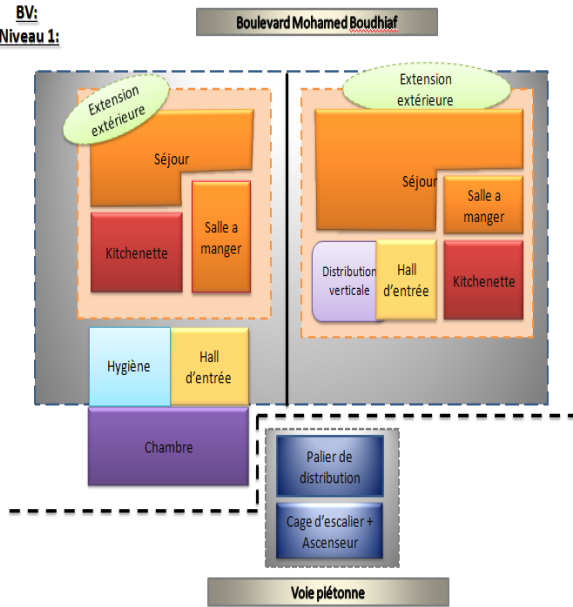 BV:
Niveau 1:
Boulevard Mohamed Boudhiaf
Extension
extérieure
Séjour
Salle a
manger
Kitchenette
Hygiène
Hall
d'entrée
Chambre
Extension
extérieure
Séjour
Salle a
manger
Distribution
verticale
Hall
d'entrée
Kitchenette
Palier de
distribution
Cage d'escalier +
Ascenseur
Voie piétonne